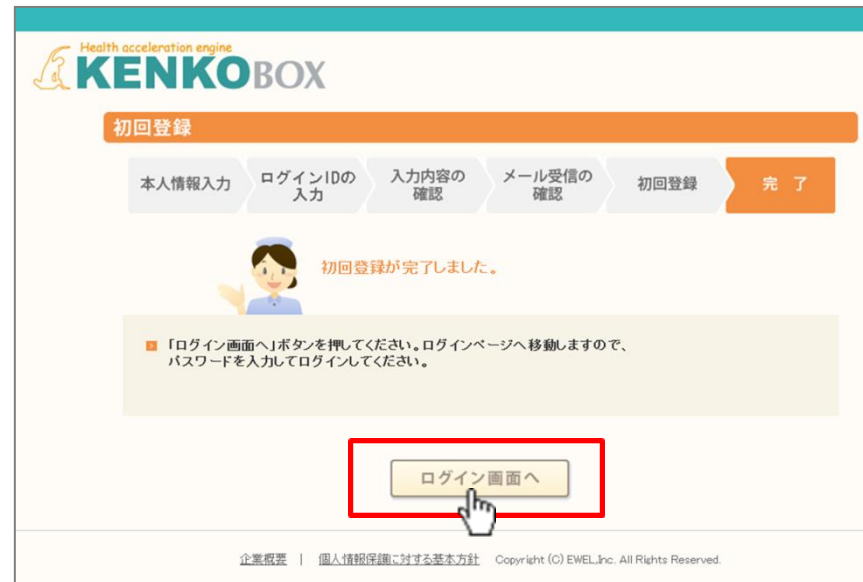 Health acceleration engine
KENKOBOX
初回登録
本人情報入力
ログインIDの
入力
入力内容の
確認
メール受信の
確認
初回登録
完 了
初回登録が完了しました。
「ログイン画面へ」ボタンを押してください。ログインページへ移動しますので、
パスワードを入力してログインしてください。
ログイン画面へ
企業概要 | 個人情報保護に対する基本方針 Copyright (C) EWEL,Inc. All Rights Reserved.